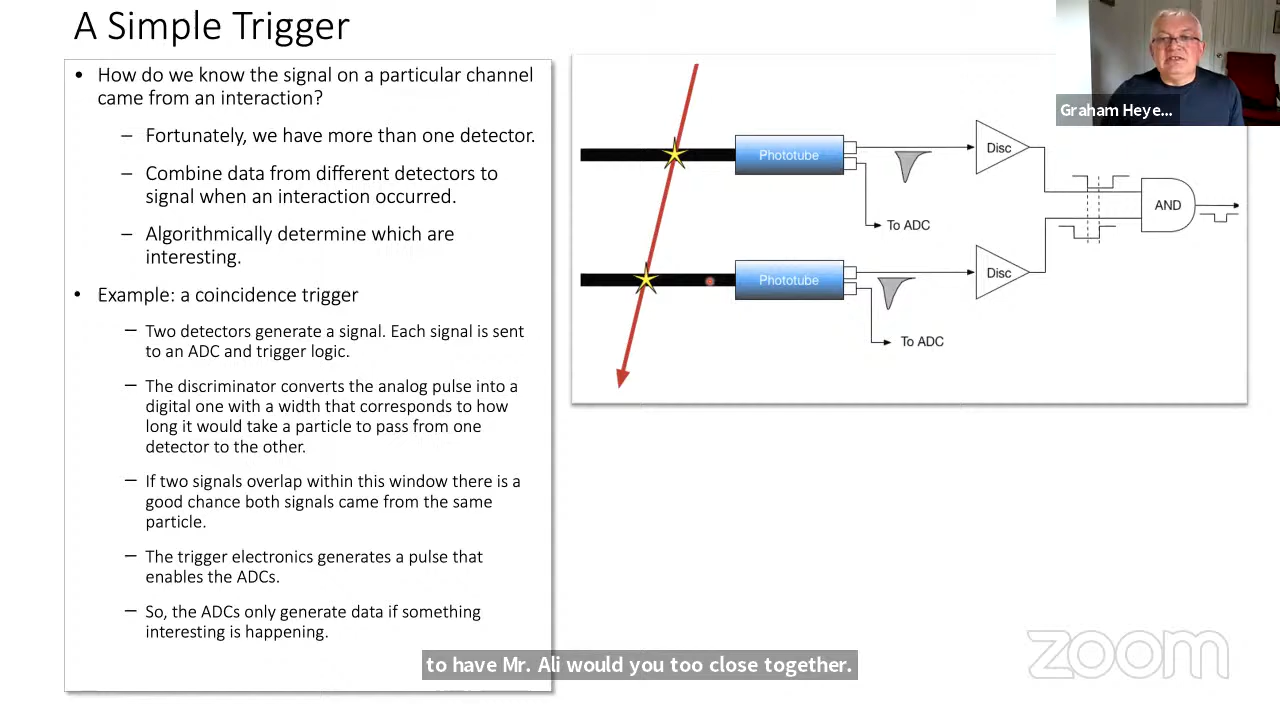 A Simple Trigger
• How do we know the signal on a particular channel
came from an interaction?
– Fortunately, we have more than one detector.
– Combine data from different detectors to
signal when an interaction occurred.
– Algorithmically determine which are
interesting.
• Example: a coincidence trigger
– Two detectors generate a signal. Each signal is sent
to an ADC and trigger logic.
– The discriminator converts the analog pulse into a
digital one with a width that corresponds to how
long it would take a particle to pass from one
detector to the other.
– If two signals overlap within this window there is a
good chance both signals came from the same
particle.
– The trigger electronics generates a pulse that
enables the ADCs.
– So, the ADCs only generate data if something
interesting is happening.
Phototube
Disc
To ADC
AND
Phototube
Disc
To ADC
Graham Heye...
to have Mr. Ali would you too close together.
zoom